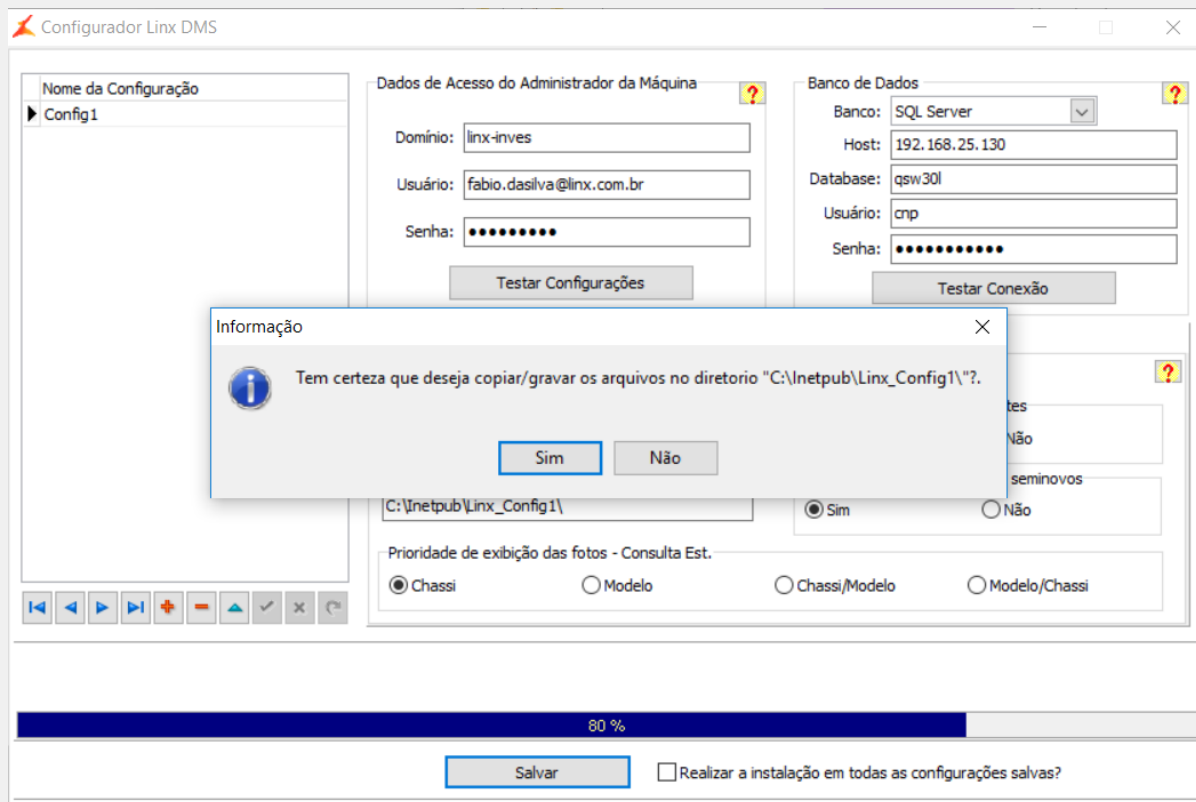 Configurador Linx DMS
Nome da Configuração
Config1
Dados de Acesso do Administrador da Máquina
?
Domínio: linx-inves
Usuário: fabio.dasilva@linx.com.br
Senha: •••••••••
Testar Configurações
Banco de Dados
?
Banco: SQL Server
Host: 192.168.25.130
Database: qsw30l
Usuário: cnp
Senha: •••••••••••
Testar Conexão
Informação
Tem certeza que deseja copiar/gravar os arquivos no diretorio "C:\Inetpub\Linx_Config1\"?.
Sim
Não
?
tes
Não
seminovos
C:\Inetpub\Linx_Config1\
Sim
Não
Prioridade de exibição das fotos - Consulta Est.
Chassi
Modelo
Chassi/Modelo
Modelo/Chassi
80 %
Salvar
Realizar a instalação em todas as configurações salvas?